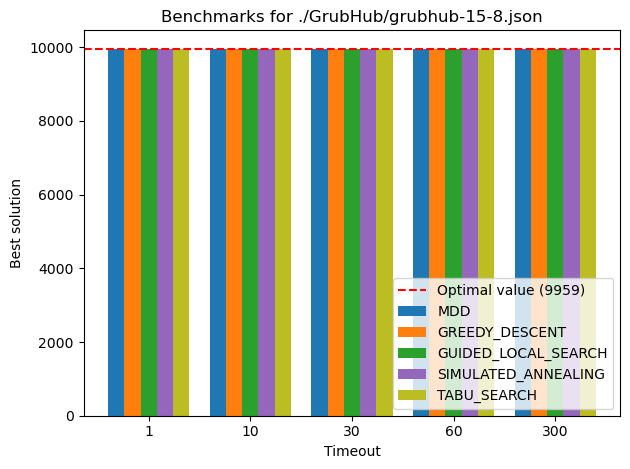 Benchmarks for ./GrubHub/grubhub-15-8.json
Best solution
10000
8000
6000
4000
2000
0
Optimal value (9959)
MDD
GREEDY_DESCENT
GUIDED_LOCAL_SEARCH
SIMULATED_ANNEALING
TABU_SEARCH
1 10 30 60 300
Timeout